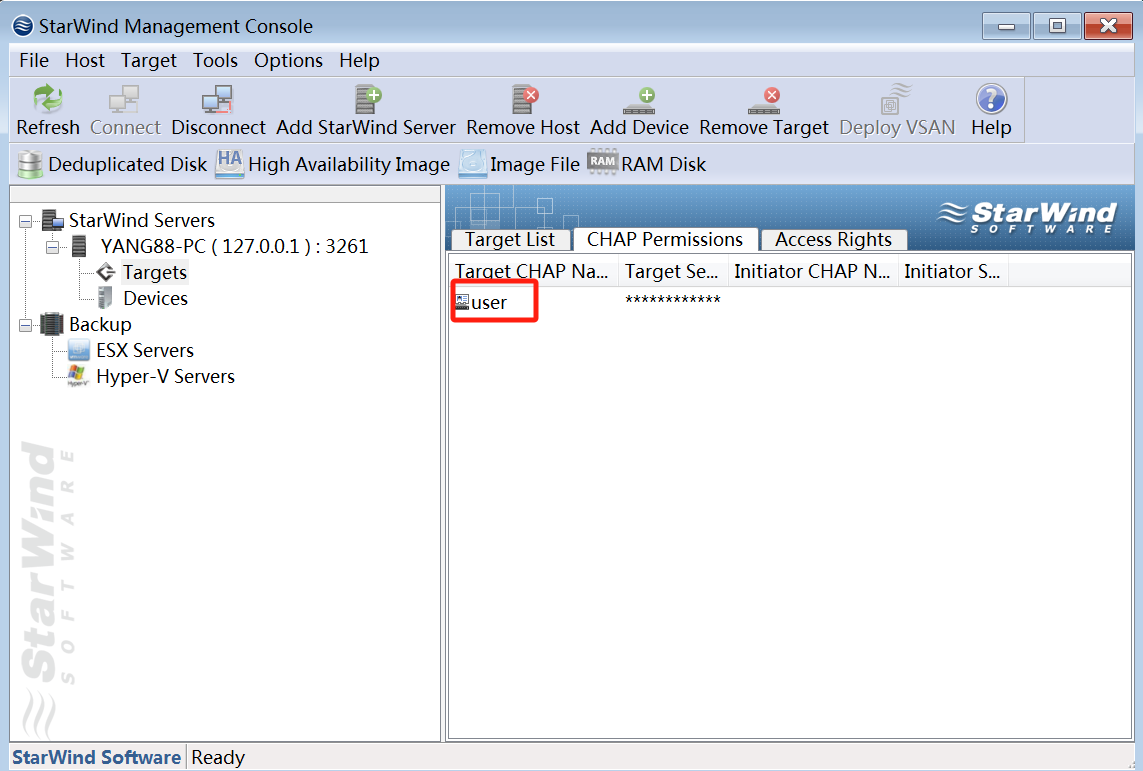 StarWind Management Console
File Host Target Tools Options Help
Refresh Connect Disconnect Add StarWind Server Remove Host Add Device Remove Target Deploy VSAN Help
Deduplicated Disk HA High Availability Image Image File RAM RAM Disk
StarWind Servers
YANG88-PC ( 127.0.0.1 ) : 3261
Targets
Devices
Backup
ESX Servers
Hyper-V Hyper-V Servers
StarWind
SOFTWARE
StarWind
SOFTWARE
Target List CHAP Permissions Access Rights
Target CHAP Na... Target Se... Initiator CHAP N... Initiator S...
user ************
StarWind Software Ready